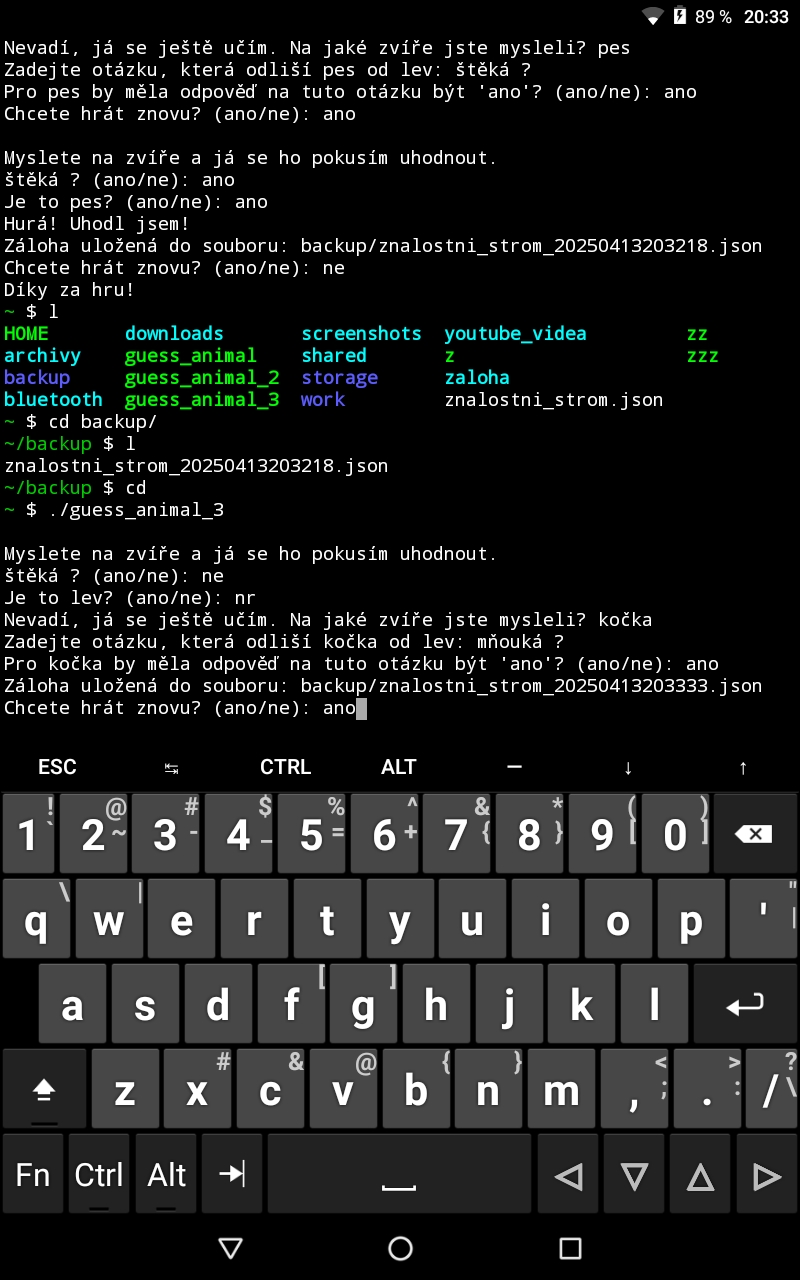 89 % 20:33
Nevadí, já se ještě učím. Na jaké zvíře jste mysleli? pes
Zadejte otázku, která odliší pes od lev: štěká ?
Pro pes by měla odpověď na tuto otázku být 'ano'? (ano/ne): ano
Chcete hrát znovu? (ano/ne): ano
Myslete na zvíře a já se ho pokusím uhodnout.
štěká ? (ano/ne): ano
Je to pes? (ano/ne): ano
Hurá! Uhodl jsem!
Záloha uložená do souboru: backup/znalostni_strom_20250413203218.json
Chcete hrát znovu? (ano/ne): ne
Díky za hru!
~ $ l
HOME downloads screenshots youtube_videa zz
archivy guess_animal shared z zzz
backup guess_animal_2 storage zaloha
bluetooth guess_animal_3 work znalostni_strom.json
~ $ cd backup/
~/backup $ l
znalostni_strom_20250413203218.json
~/backup $ cd
~ $ ./guess_animal_3
Myslete na zvíře a já se ho pokusím uhodnout.
štěká ? (ano/ne): ne
Je to lev? (ano/ne): nr
Nevadí, já se ještě učím. Na jaké zvíře jste mysleli? kočka
Zadejte otázku, která odliší kočka od lev: mňouká ?
Pro kočka by měla odpověď na tuto otázku být 'ano'? (ano/ne): ano
Záloha uložená do souboru: backup/znalostni_strom_20250413203333.json
Chcete hrát znovu? (ano/ne): ano
ESC ↹ CTRL ALT — ↓ ↑
1 ! ` 2 @ ~ 3 # - 4 $ _ 5 % = 6 ^ + 7 & { 8 * } 9 ( [ 0 ) ]
q \ w | e r t y u i o p ' " |
a s d f [ g ] h j k l
z x # c & v @ b { n } m , < ; . > : / ? \
Fn Ctrl Alt